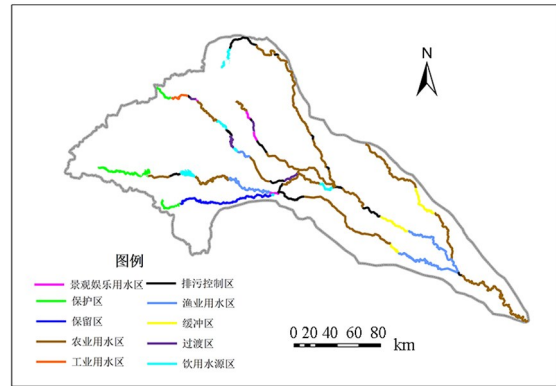 N
图例
景观娱乐用水区
保护区
保留区
农业用水区
工业用水区
排污控制区
渔业用水区
缓冲区
过渡区
饮用水源区
0 20 40 60 80
km